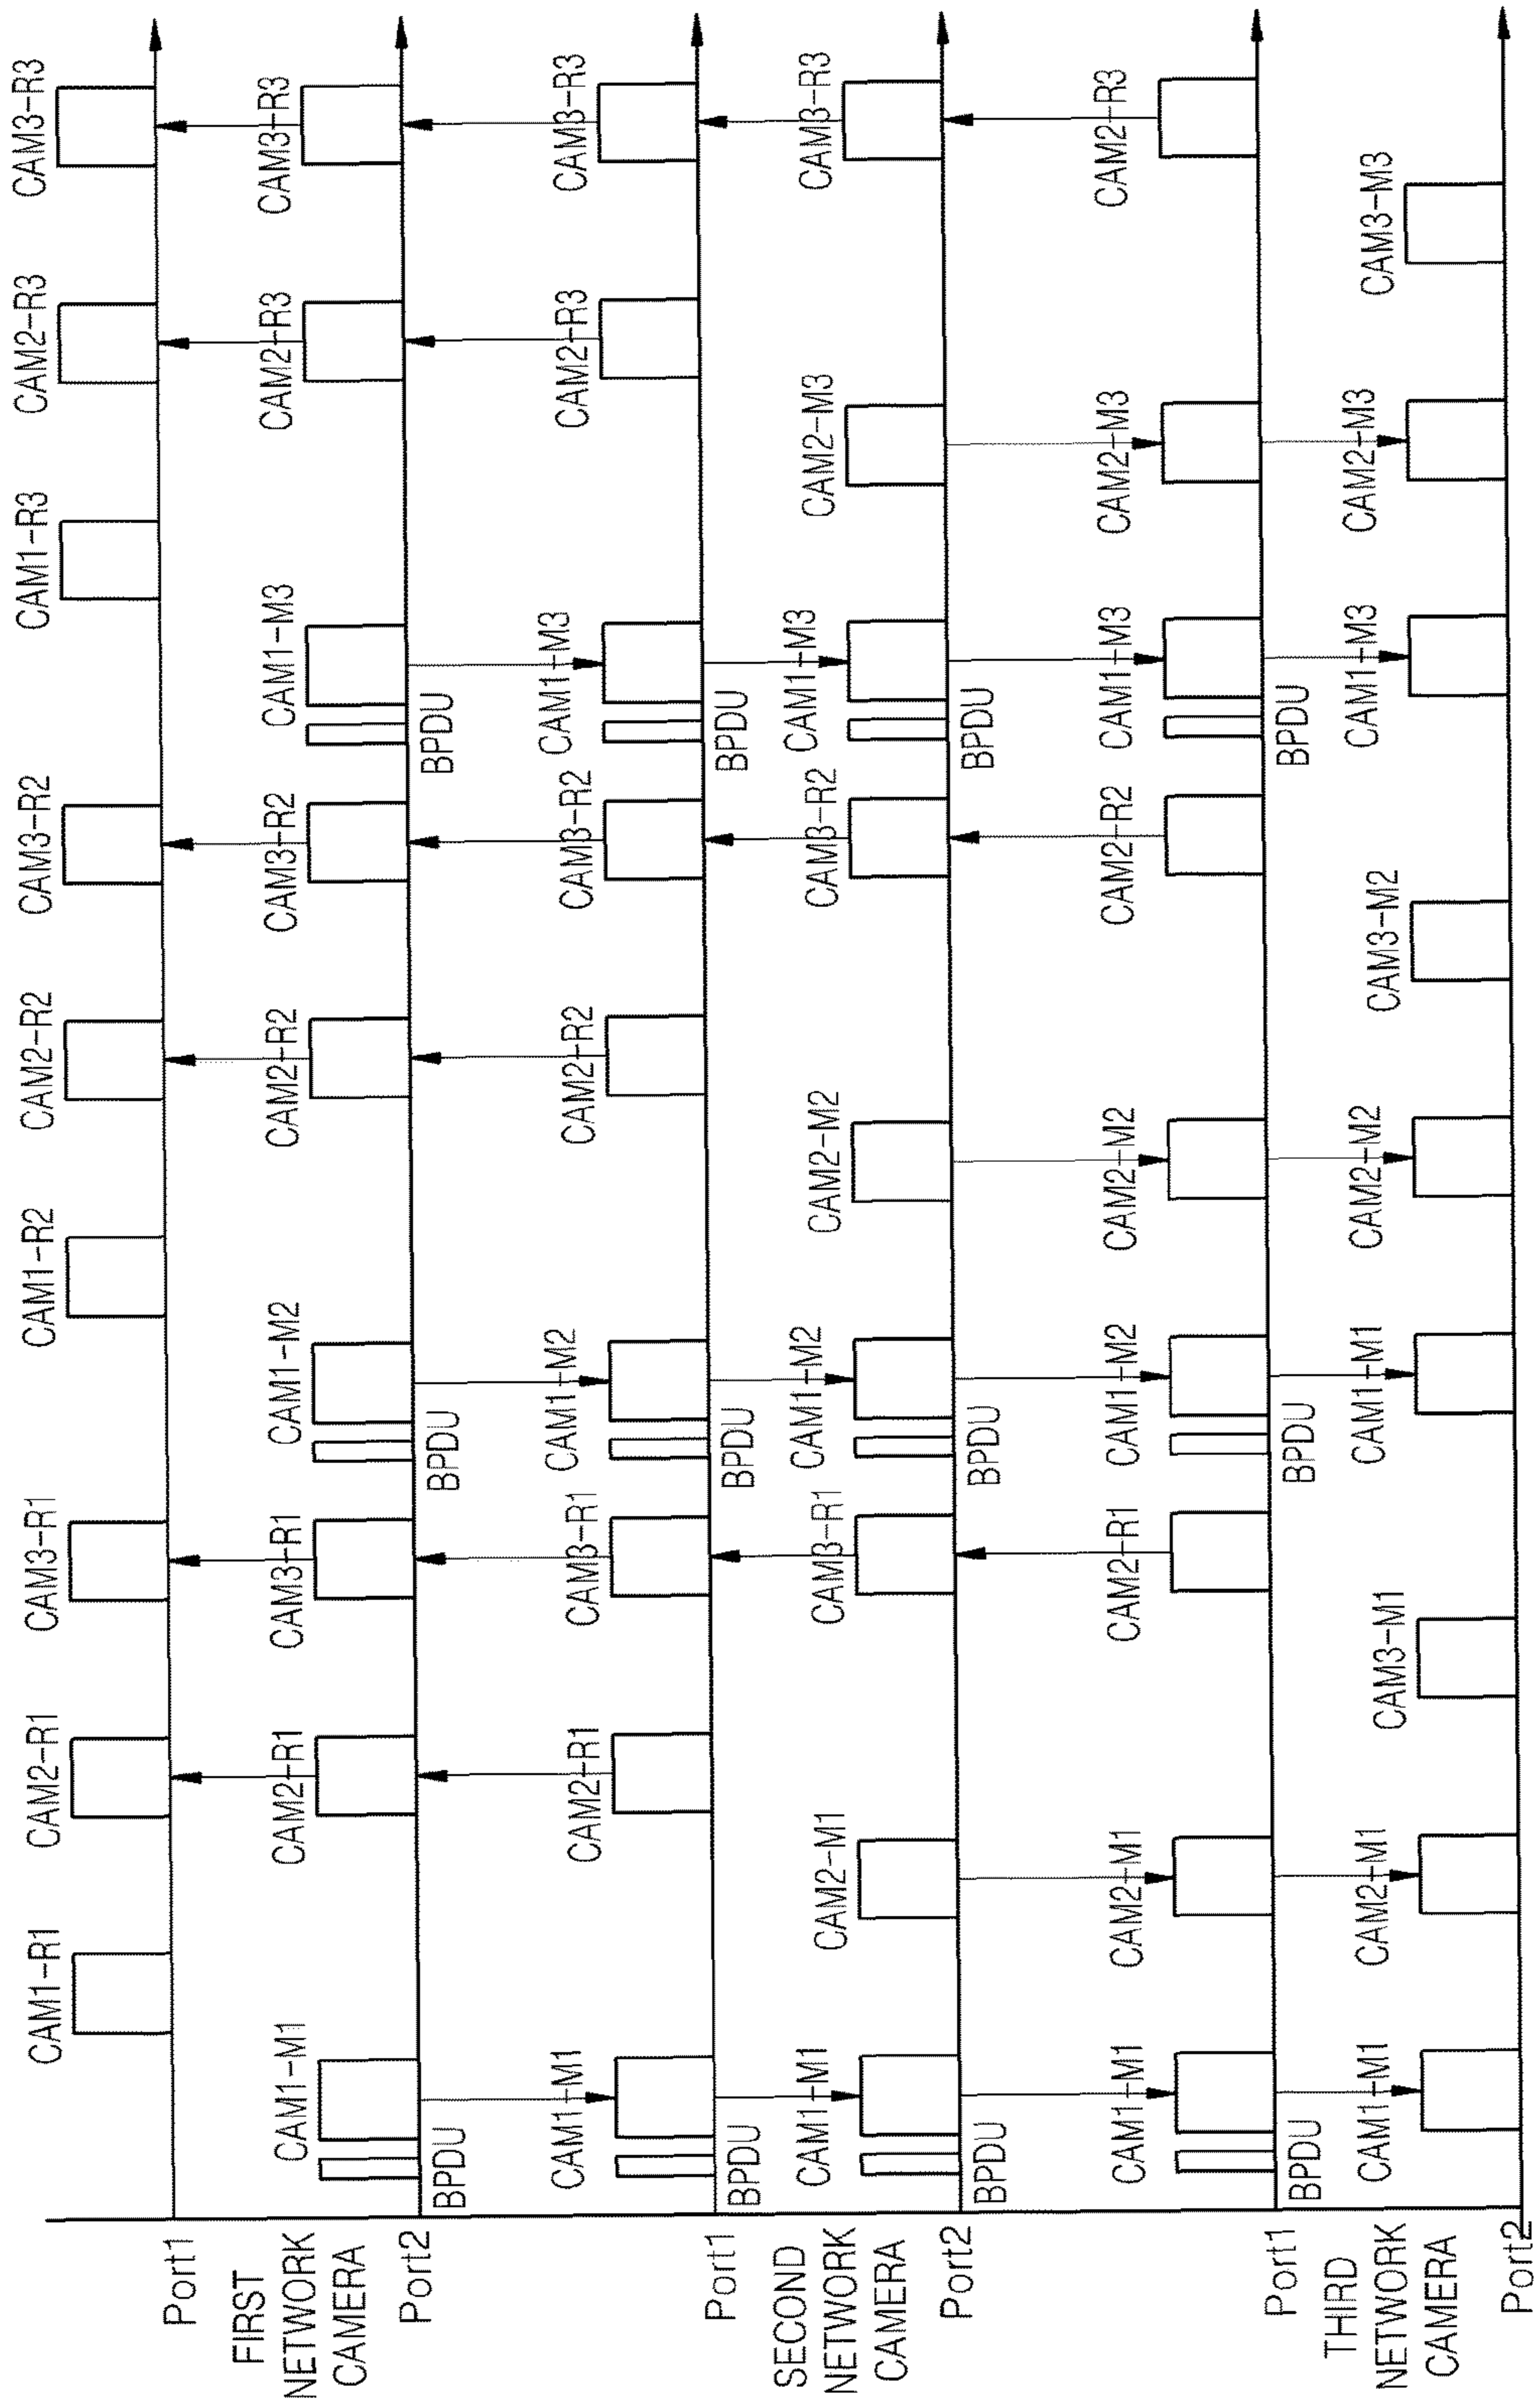 CAM1-R1 CAM2-R1 CAM3-R1 CAM1-R2 CAM2-R2 CAM3-R2 CAM1-R3 CAM2-R3 CAM3-R3
Port1
FIRST
NETWORK
CAMERA
CAM1-M1 CAM2-R1 CAM3-R1 CAM1-M2 CAM2-R2 CAM3-R2 CAM1-M3 CAM2-R3 CAM3-R3
Port2
BPDU BPDU BPDU
CAM1-M1 CAM2-R1 CAM3-R1 CAM1-M2 CAM2-R2 CAM3-R2 CAM1-M3 CAM2-R3 CAM3-R3
Port1
BPDU BPDU BPDU
SECOND
NETWORK
CAMERA
CAM1-M1 CAM2-M1 CAM3-R1 CAM1-M2 CAM2-M2 CAM3-R2 CAM1-M3 CAM2-M3 CAM3-R3
Port2
BPDU BPDU BPDU
CAM1-M1 CAM2-M1 CAM2-R1 CAM1-M2 CAM2-M2 CAM2-R2 CAM1-M3 CAM2-M3 CAM2-R3
Port1
BPDU BPDU BPDU
THIRD
NETWORK
CAMERA
CAM1-M1 CAM2-M1 CAM3-M1 CAM1-M1 CAM2-M2 CAM3-M2 CAM1-M3 CAM2-M3 CAM3-M3
Port2